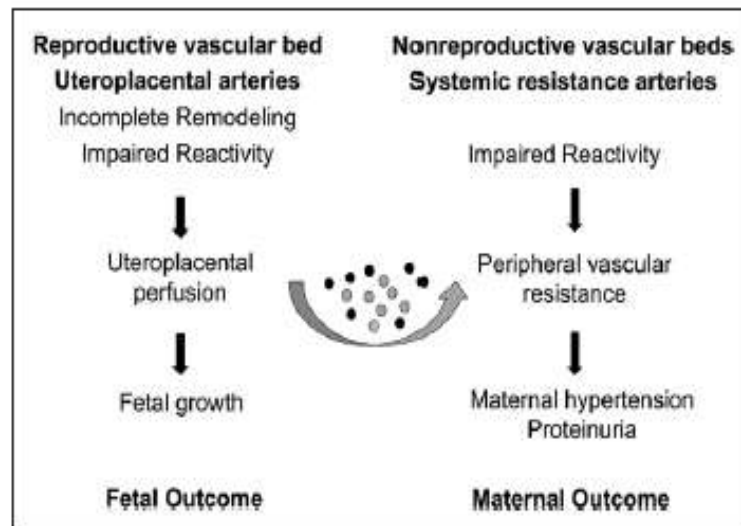 Reproductive vascular bed
Uteroplacental arteries
Incomplete Remodeling
Impaired Reactivity
Uteroplacental
perfusion
Fetal growth
Fetal Outcome
Nonreproductive vascular beds
Systemic resistance arteries
Impaired Reactivity
Peripheral vascular
resistance
Maternal hypertension
Proteinuria
Maternal Outcome